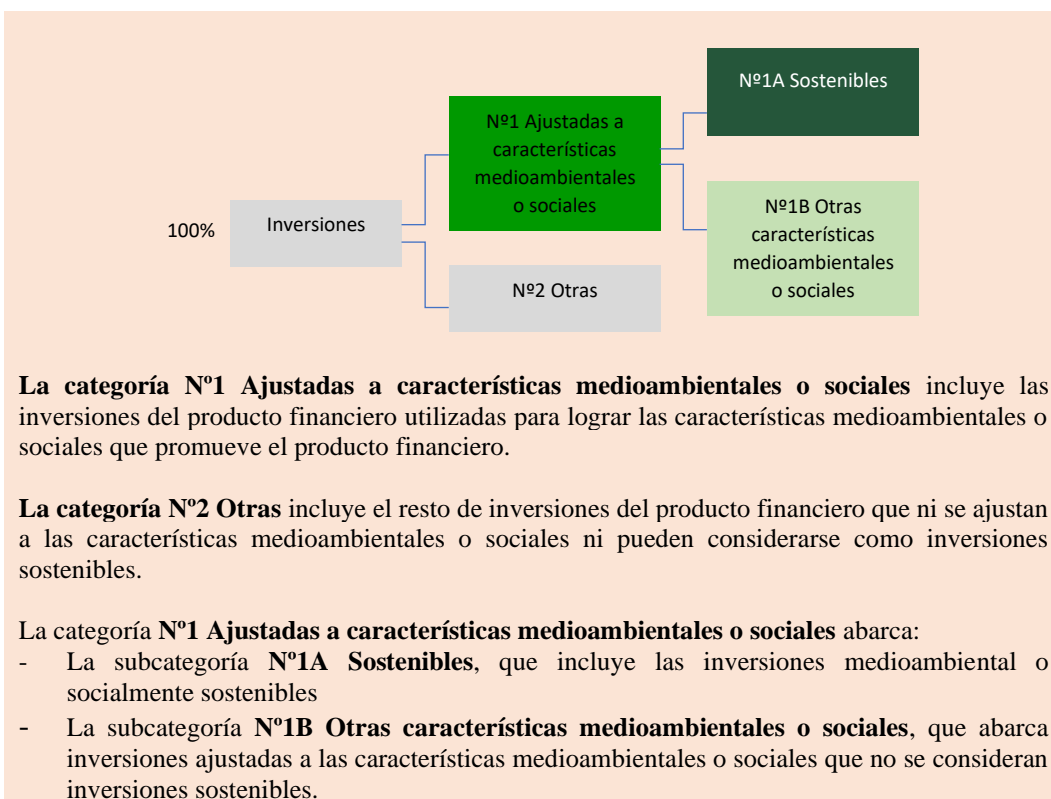 Nº1A Sostenibles
Nº1 Ajustadas a
características
medioambientales
o sociales
Nº1B Otras
características
medioambientales
o sociales
100%
Inversiones
Nº2 Otras
La categoría Nº1 Ajustadas a características medioambientales o sociales incluye las
inversiones del producto financiero utilizadas para lograr las características medioambientales o
sociales que promueve el producto financiero.
La categoría Nº2 Otras incluye el resto de inversiones del producto financiero que ni se ajustan
a las características medioambientales o sociales ni pueden considerarse como inversiones
sostenibles.
La categoría Nº1 Ajustadas a características medioambientales o sociales abarca:
- La subcategoría Nº1A Sostenibles, que incluye las inversiones medioambiental o
socialmente sostenibles
- La subcategoría Nº1B Otras características medioambientales o sociales, que abarca
inversiones ajustadas a las características medioambientales o sociales que no se consideran
inversiones sostenibles.